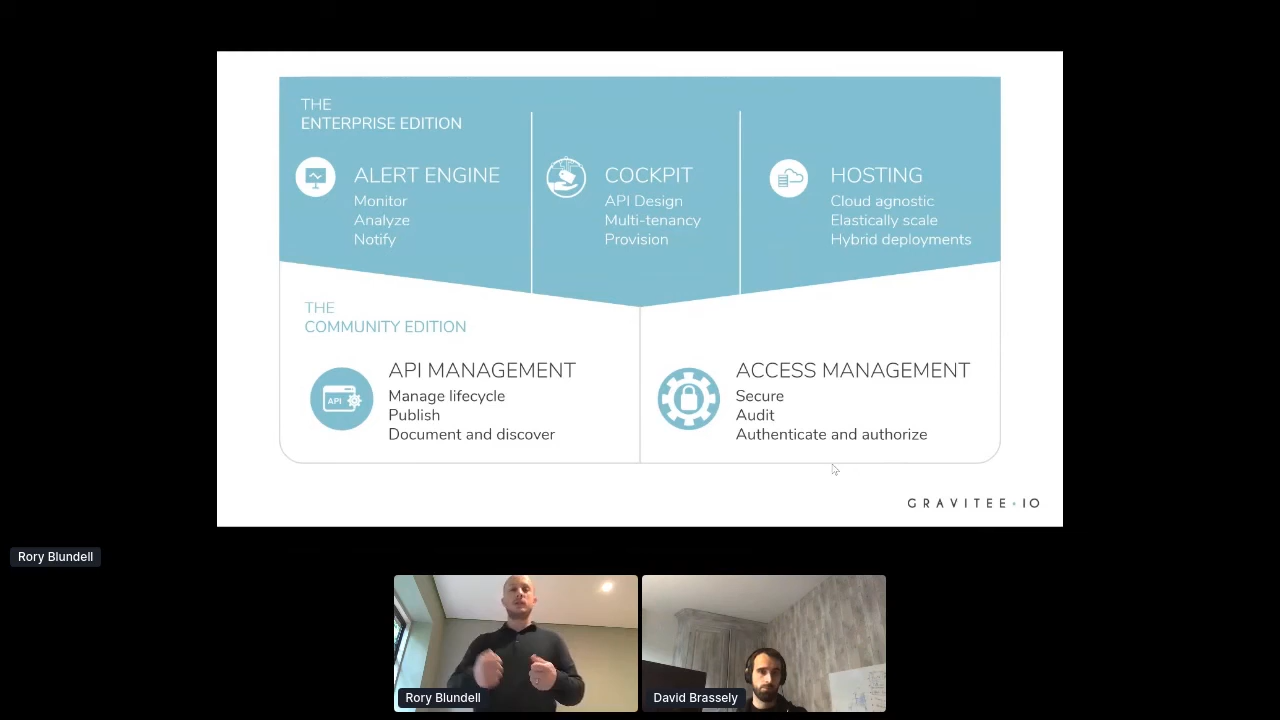 THE
ENTERPRISE EDITION
ALERT ENGINE
Monitor
Analyze
Notify
COCKPIT
API Design
Multi-tenancy
Provision
HOSTING
Cloud agnostic
Elastically scale
Hybrid deployments
THE
COMMUNITY EDITION
API
API MANAGEMENT
Manage lifecycle
Publish
Document and discover
ACCESS MANAGEMENT
Secure
Audit
Authenticate and authorize
GRAVITEE·IO
Rory Blundell
Rory Blundell
David Brassely